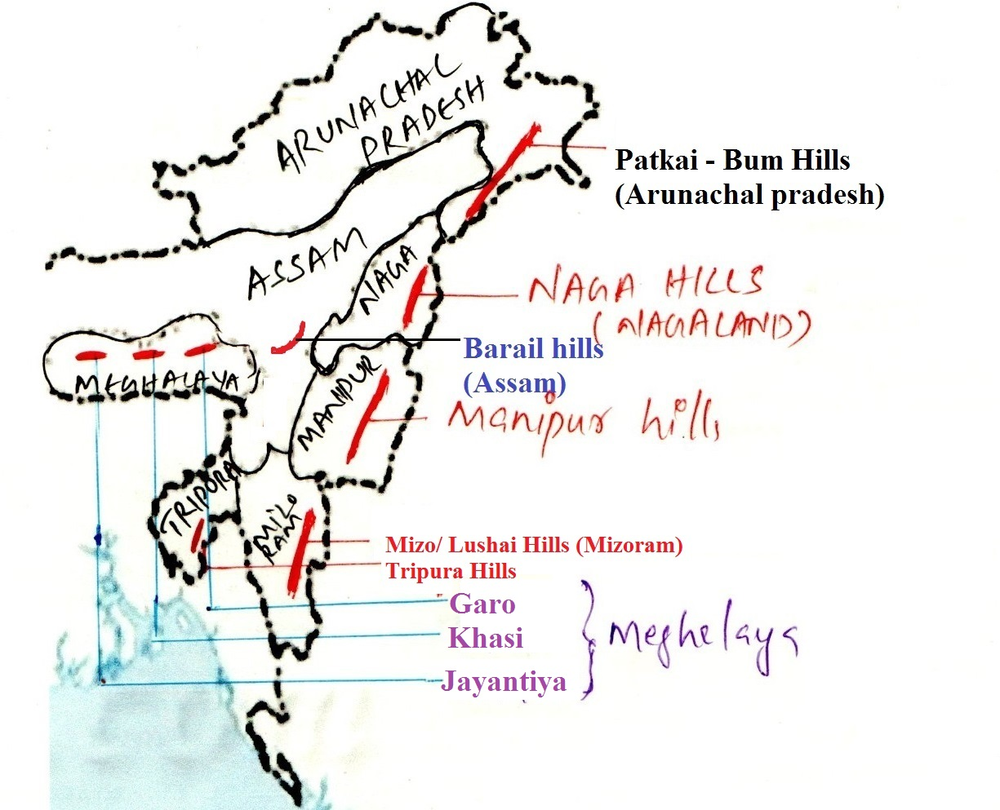 ARUNACHAL
PRADESH
Patkai - Bum Hills
(Arunachal pradesh)
ASSAM
NAGA
NAGA HILLS
(NAGALAND)
Barail hills
(Assam)
MEGHALAYA
MANIPUR
Manipur hills
TRIPURA
MIZO
RAM
Mizo/ Lushai Hills (Mizoram)
Tripura Hills
Garo
Khasi
Jayantiya
Meghelaya